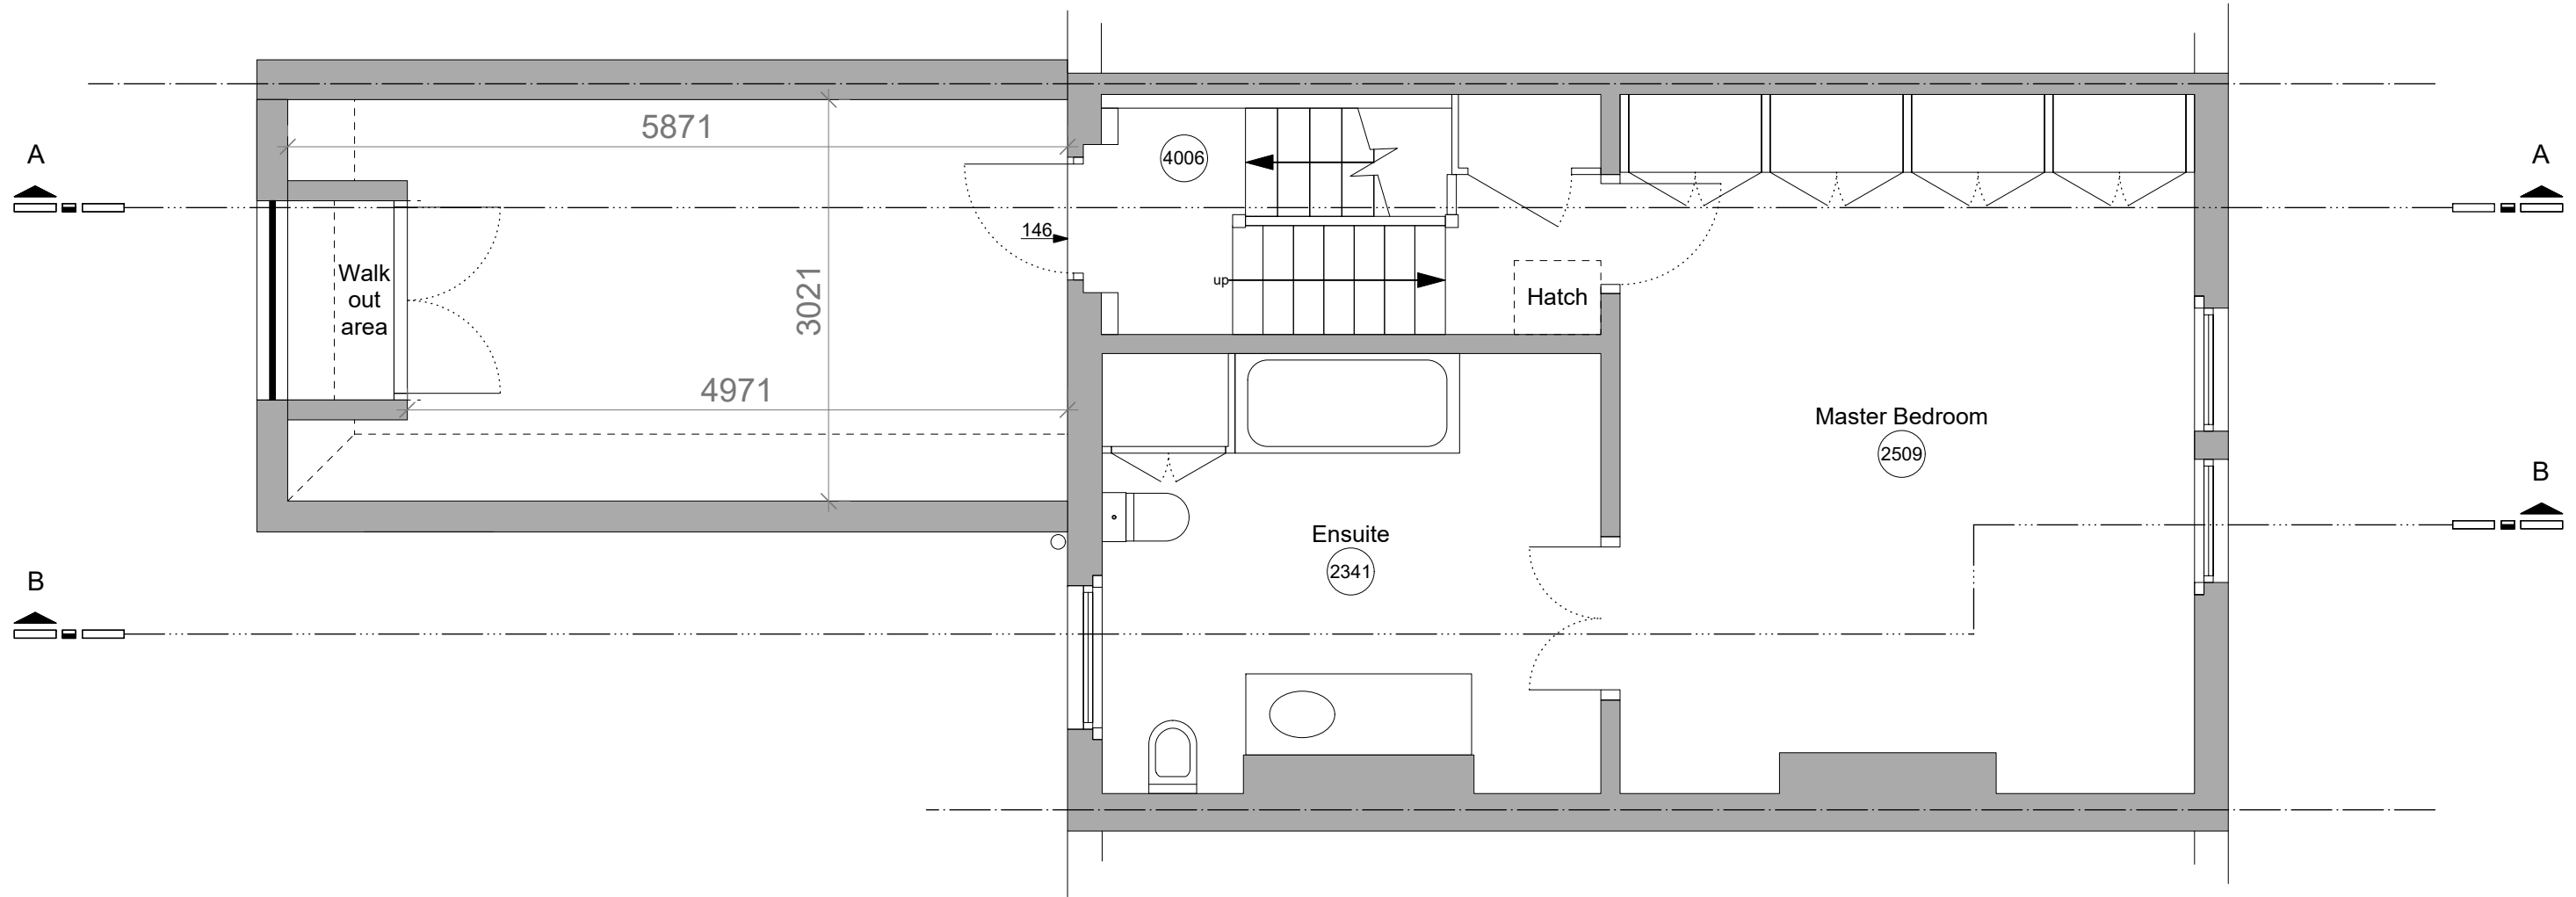 5871
A
A
4006
146
Walk
out
area
3021
up
Hatch
4971
Master Bedroom
2509
B
Ensuite
2341
B